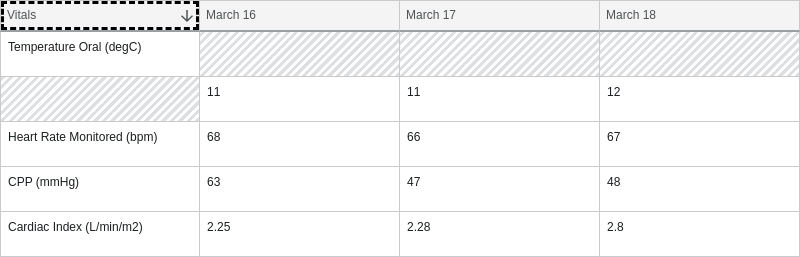 Vitals March 16 March 17 March 18
Temperature Oral (degC)
11 11 12
Heart Rate Monitored (bpm) 68 66 67
CPP (mmHg) 63 47 48
Cardiac Index (L/min/m2) 2.25 2.28 2.8